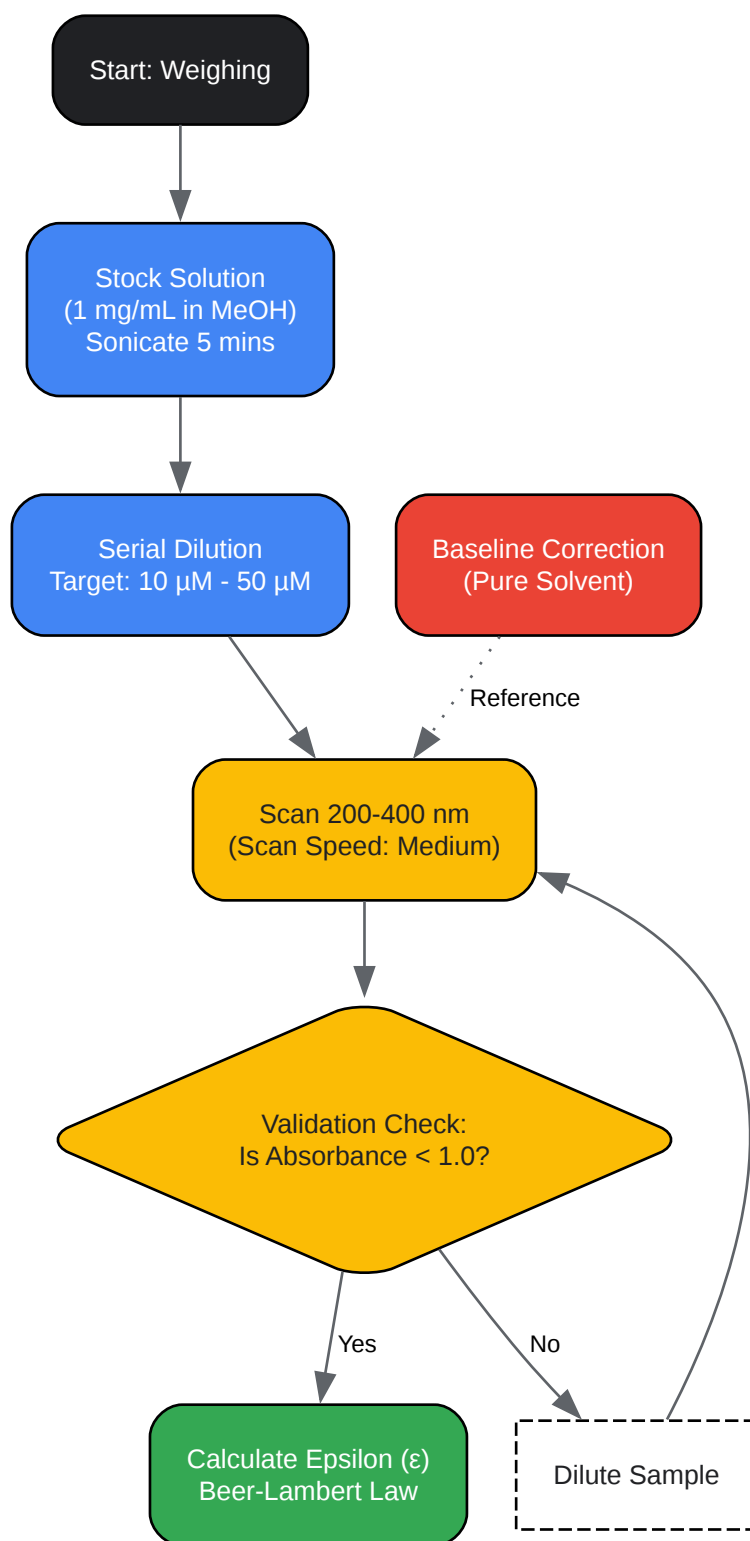 Start: Weighing
Stock Solution
(1 mg/mL in MeOH)
Sonicate 5 mins
Serial Dilution
Target: 10 µM - 50 µM
Baseline Correction
(Pure Solvent)
Reference
Scan 200-400 nm
(Scan Speed: Medium)
Validation Check:
Is Absorbance < 1.0?
Yes
No
Calculate Epsilon (ε)
Beer-Lambert Law
Dilute Sample